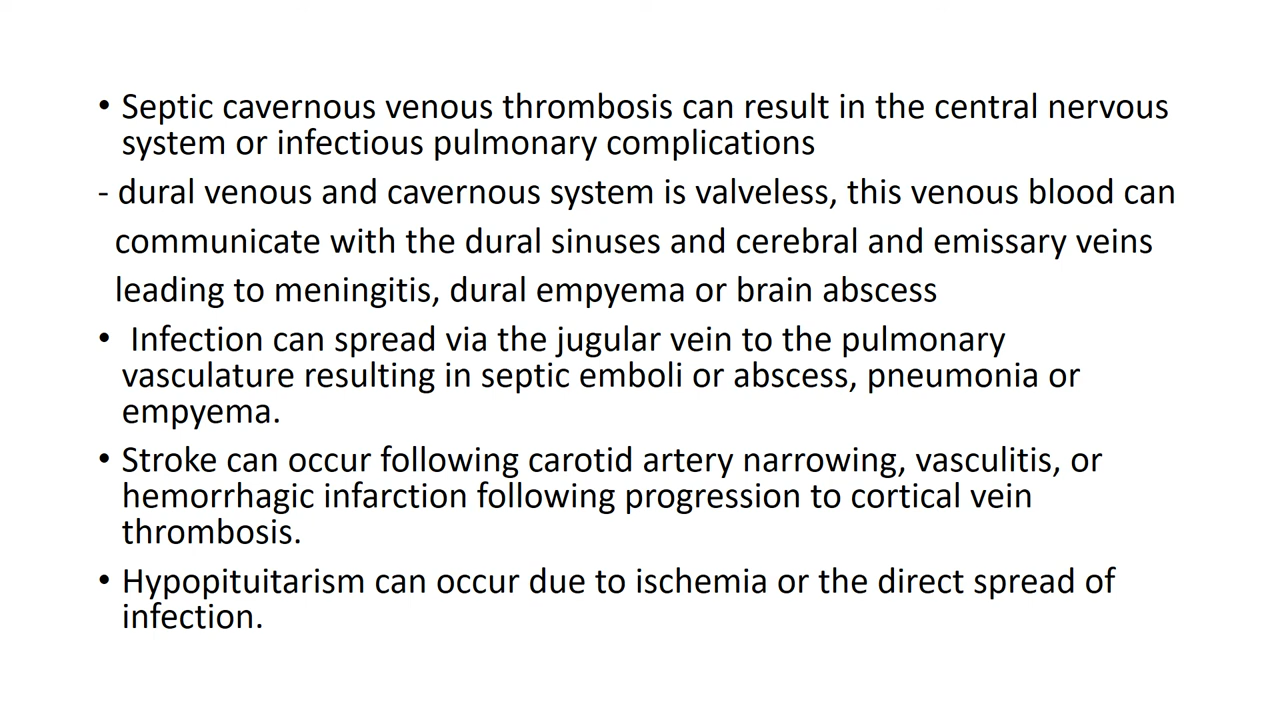 • Septic cavernous venous thrombosis can result in the central nervous
system or infectious pulmonary complications
- dural venous and cavernous system is valveless, this venous blood can
communicate with the dural sinuses and cerebral and emissary veins
leading to meningitis, dural empyema or brain abscess
• Infection can spread via the jugular vein to the pulmonary
vasculature resulting in septic emboli or abscess, pneumonia or
empyema.
• Stroke can occur following carotid artery narrowing, vasculitis, or
hemorrhagic infarction following progression to cortical vein
thrombosis.
• Hypopituitarism can occur due to ischemia or the direct spread of
infection.